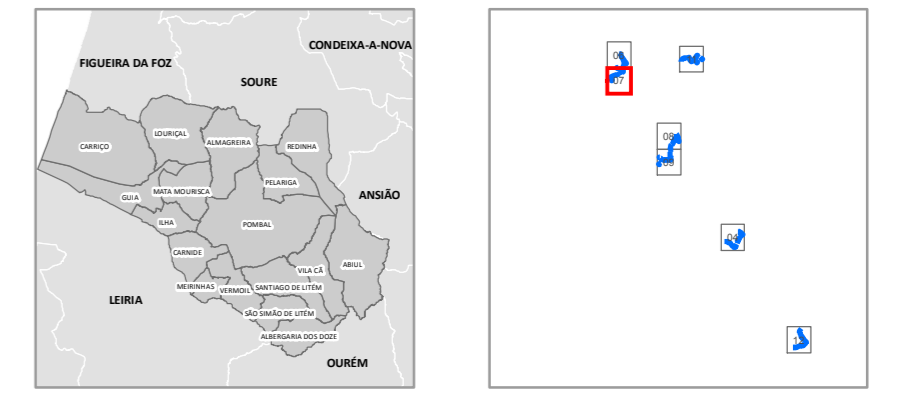 CONDEIXA-A-NOVA
FIGUEIRA DA FOZ
SOURE
LOURIÇAL
ALMAGREIRA
CARRIÇO
REDINHA
PELARIGA
MATA MOURISCA
ANSIÃO
GUIA
ILHA
POMBAL
CARNIDE
ABIUL
VILA CÃ
MEIRINHAS
VERMOIL
SANTIAGO DE LITÉM
LEIRIA
SÃO SIMÃO DE LITÉM
ALBERGARIA DOS DOZE
OURÉM
07
08
04